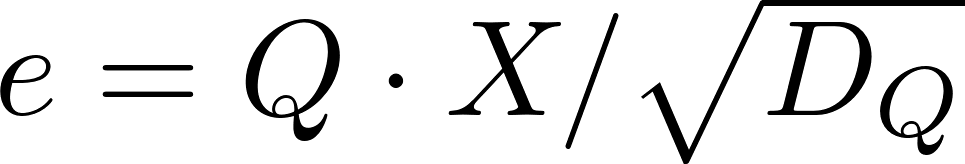 e = Q · X / √D_Q